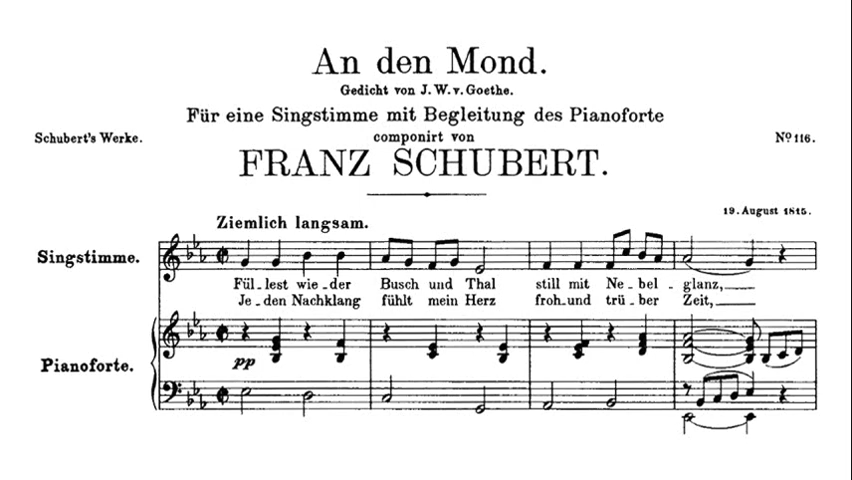 An den Mond.
Gedicht von J. W. v. Goethe.
Für eine Singstimme mit Begleitung des Pianoforte
componirt von
Schubert's Werke.
Nº 116.
FRANZ SCHUBERT.
19. August 1815.
Ziemlich langsam.
Singstimme.
Fül - lest wie - der Busch und Thal still mit Ne - bel - glanz,
Je - den Nachklang fühlt mein Herz froh - und trü - ber Zeit,
Pianoforte.
pp